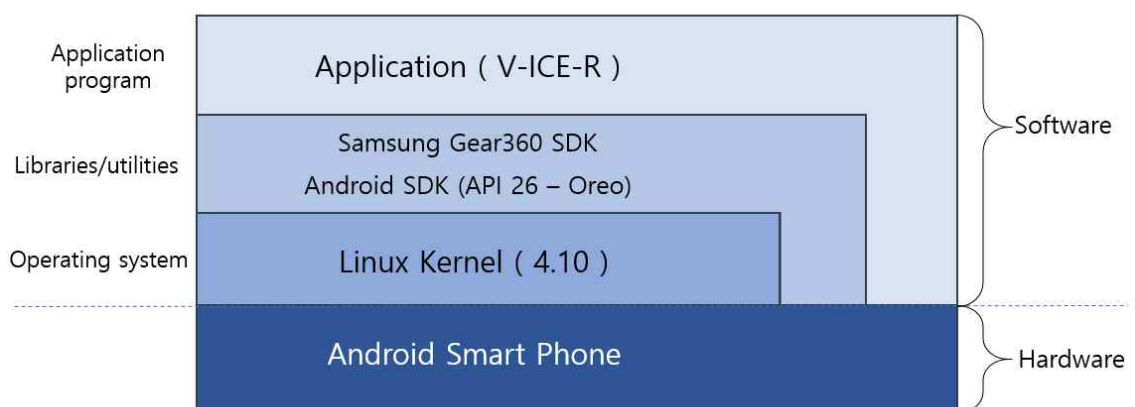 Application
program
Application ( V-ICE-R )
Software
Libraries/utilities
Samsung Gear360 SDK
Android SDK (API 26 – Oreo)
Operating system
Linux Kernel ( 4.10 )
Android Smart Phone
Hardware